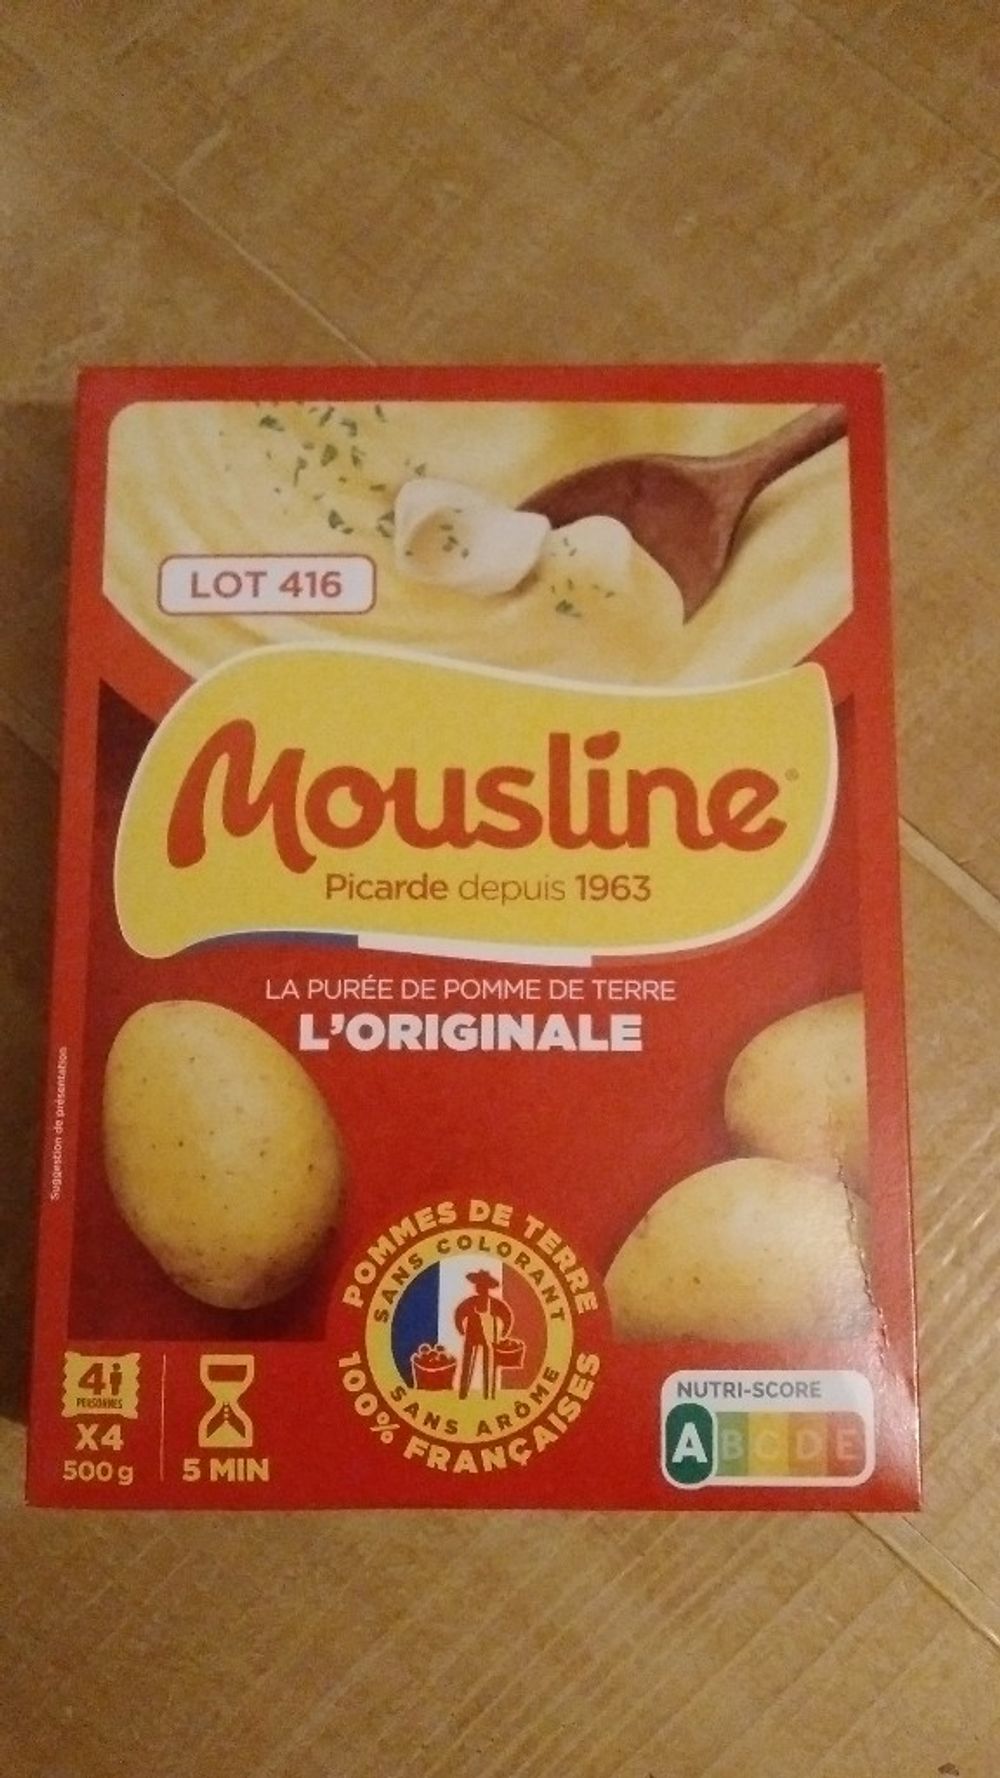 LOT 416
Mousline®
Picarde depuis 1963
LA PURÉE DE POMME DE TERRE
L'ORIGINALE
Suggestion de présentation
POMMES DE TERRE
SANS COLORANT
SANS ARÔME
100% FRANÇAISES
4
PERSONNES
X4
500 g
5 MIN
NUTRI-SCORE
A B C D E